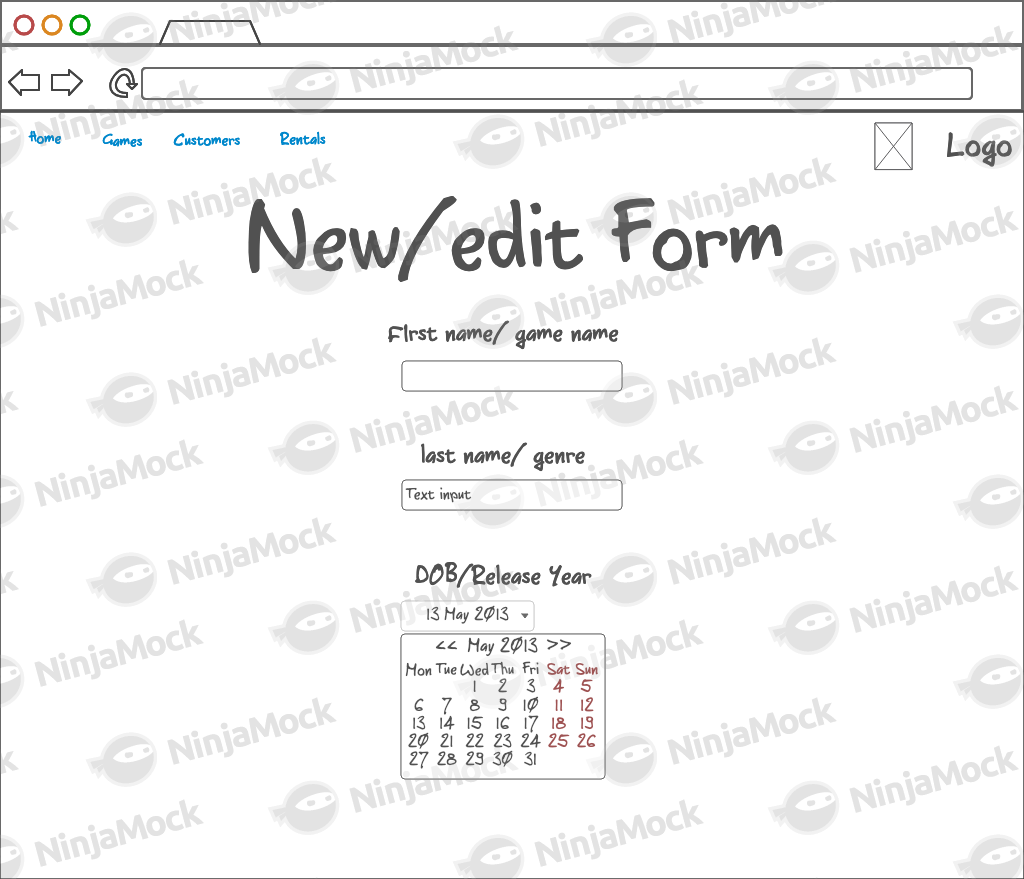 Home Games Customers Rentals Logo
New/edit Form
FIrst name/ game name
last name/ genre
Text input
DOB/Release Year
13 May 2013
<< May 2013 >>
Mon Tue Wed Thu Fri Sat Sun
1 2 3 4 5
6 7 8 9 10 11 12
13 14 15 16 17 18 19
20 21 22 23 24 25 26
27 28 29 30 31
NinjaMock